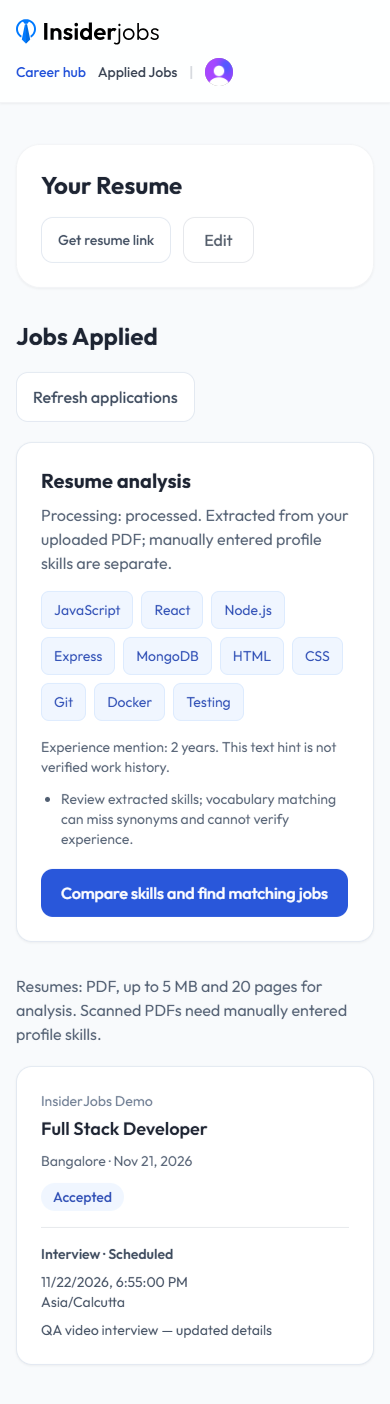 Insiderjobs
Career hub Applied Jobs |
Your Resume
Get resume link Edit
Jobs Applied
Refresh applications
Resume analysis
Processing: processed. Extracted from your
uploaded PDF; manually entered profile
skills are separate.
JavaScript React Node.js
Express MongoDB HTML CSS
Git Docker Testing
Experience mention: 2 years. This text hint is not
verified work history.
• Review extracted skills; vocabulary matching
can miss synonyms and cannot verify
experience.
Compare skills and find matching jobs
Resumes: PDF, up to 5 MB and 20 pages for
analysis. Scanned PDFs need manually entered
profile skills.
InsiderJobs Demo
Full Stack Developer
Bangalore · Nov 21, 2026
Accepted
Interview · Scheduled
11/22/2026, 6:55:00 PM
Asia/Calcutta
QA video interview — updated details